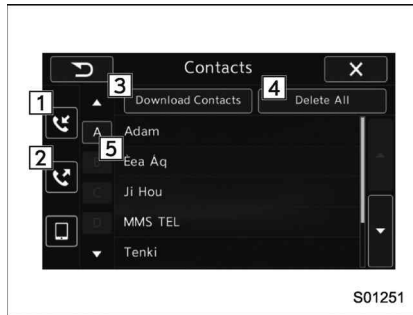 Contacts
X
1
3
4
Download Contacts
Delete All
A
Adam
2
5
Eea Aq
C
Ji Hou
D
MMS TEL
Tenki
S01251